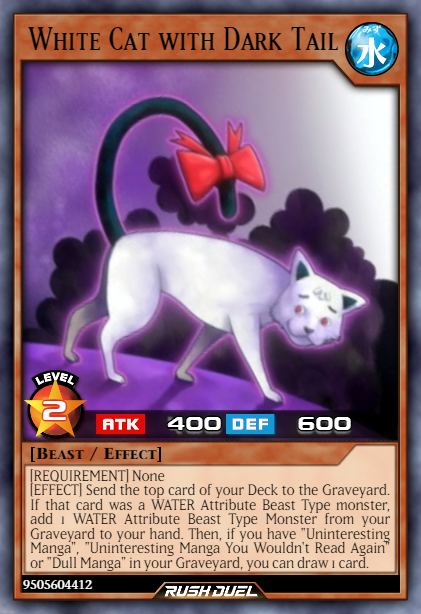 White Cat with Dark Tail
みず
水
LEVEL
2
ATK 400 DEF 600
[Beast / Effect]
[REQUIREMENT] None
[EFFECT] Send the top card of your Deck to the Graveyard.
If that card was a WATER Attribute Beast Type monster,
add 1 WATER Attribute Beast Type Monster from your
Graveyard to your hand. Then, if you have "Uninteresting
Manga", "Uninteresting Manga You Wouldn't Read Again"
or "Dull Manga" in your Graveyard, you can draw 1 card.
9505604412
RUSH DUEL